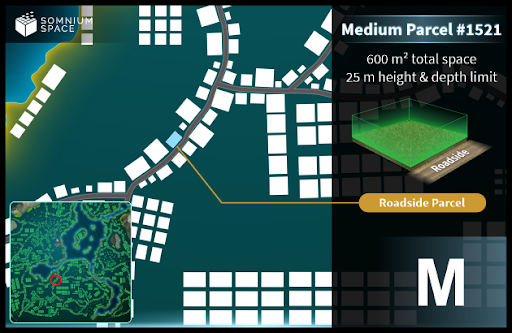 SOMNIUM
SPACE
Medium Parcel #1521
600 m² total space
25 m height & depth limit
Roadside
Roadside Parcel
M